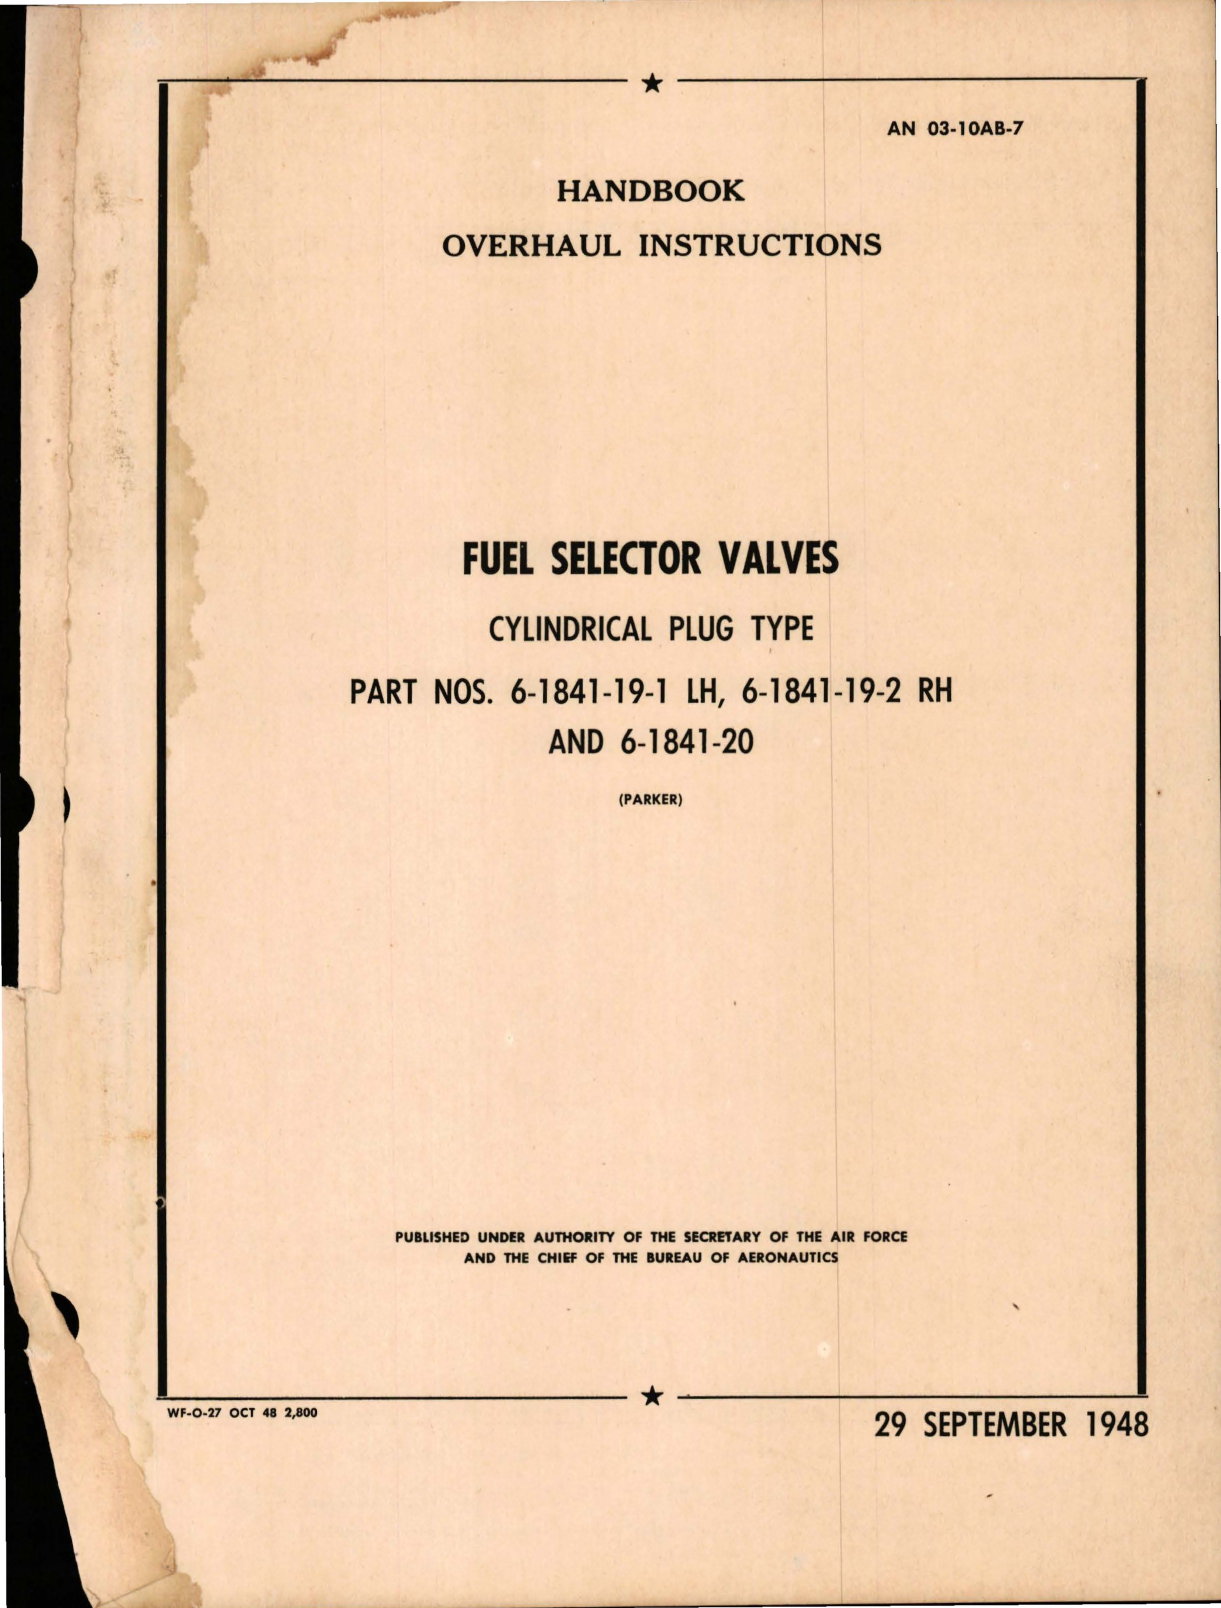 AN 03-10AB-7
HANDBOOK
OVERHAUL INSTRUCTIONS
FUEL SELECTOR VALVES
CYLINDRICAL PLUG TYPE
PART NOS. 6-1841-19-1 LH, 6-1841-19-2 RH
AND 6-1841-20
(PARKER)
PUBLISHED UNDER AUTHORITY OF THE SECRETARY OF THE AIR FORCE
AND THE CHIEF OF THE BUREAU OF AERONAUTICS
WF-O-27 OCT 48 2,800
29 SEPTEMBER 1948